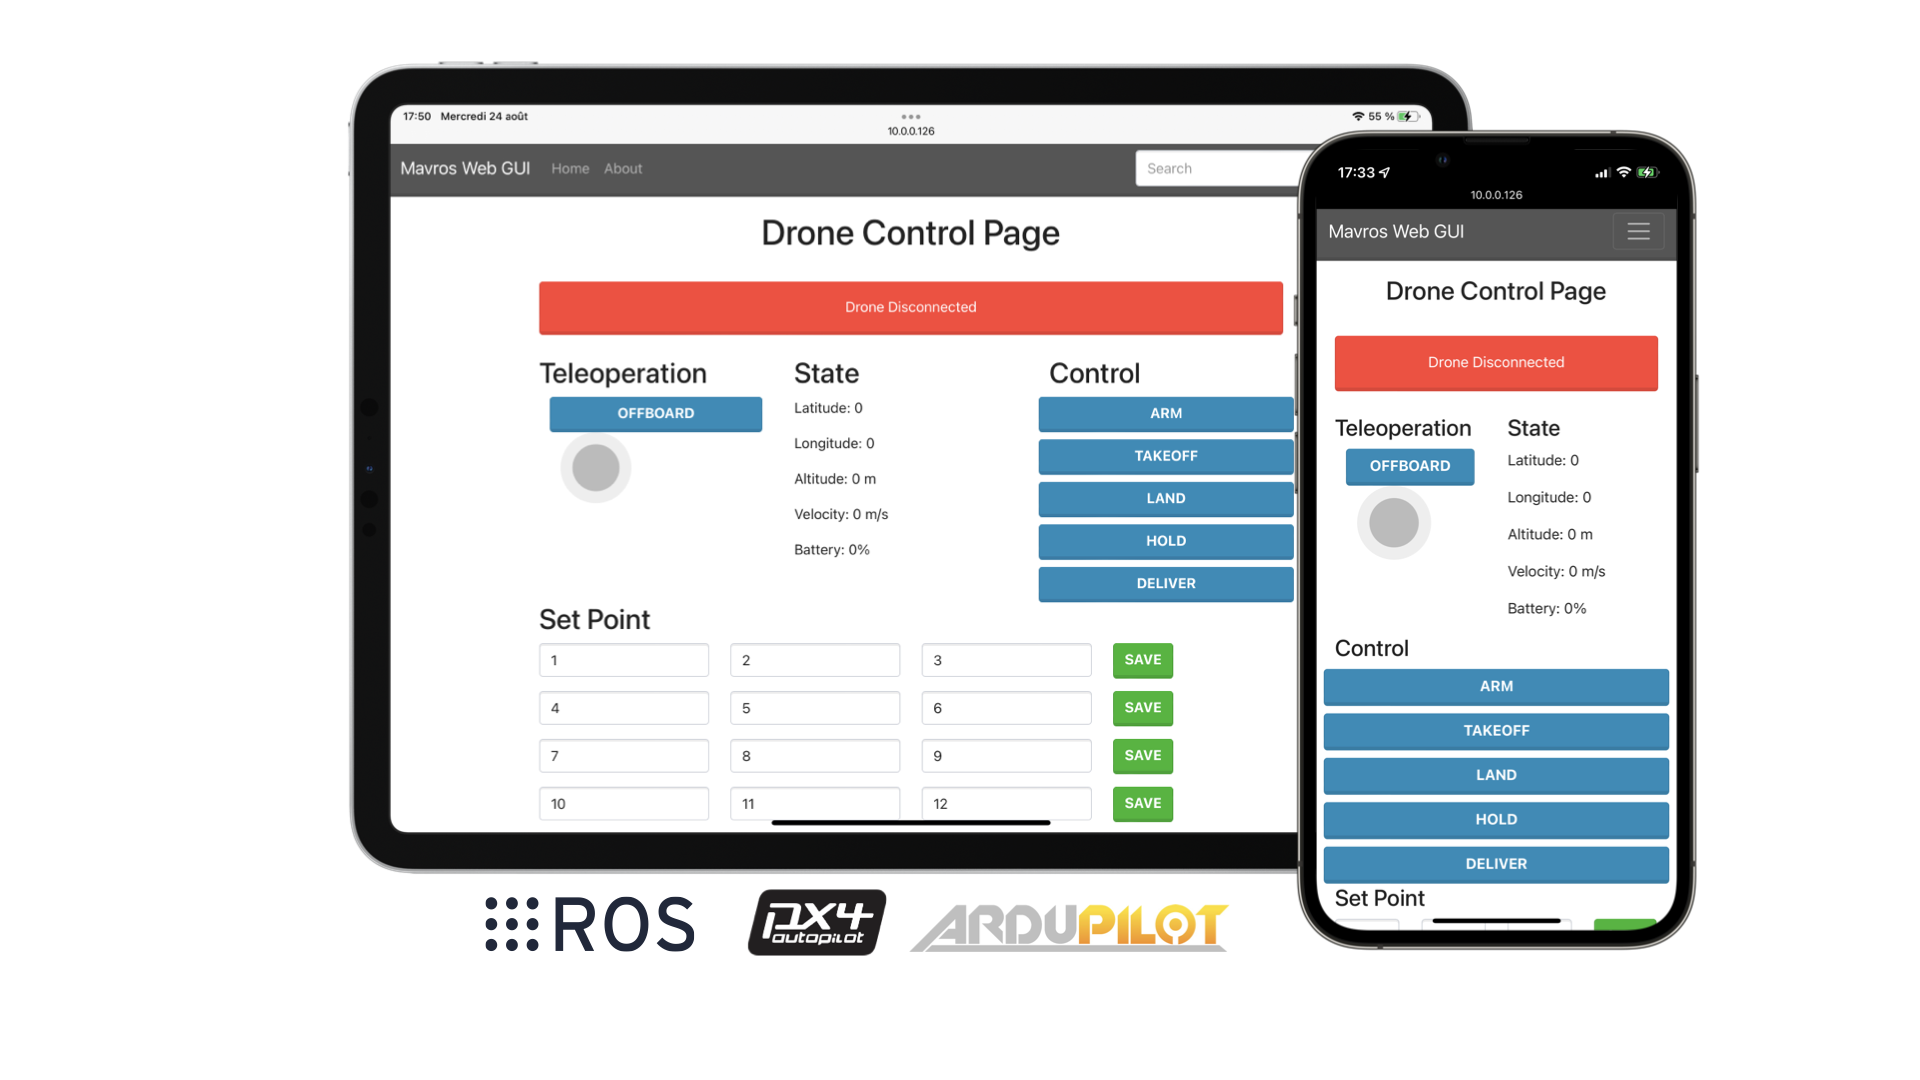 17:50 Mercredi 24 août
10.0.0.126
55 %
Mavros Web GUI Home About Search
Drone Control Page
Drone Disconnected
Teleoperation
OFFBOARD
State
Latitude: 0
Longitude: 0
Altitude: 0 m
Velocity: 0 m/s
Battery: 0%
Control
ARM
TAKEOFF
LAND
HOLD
DELIVER
Set Point
1 2 3 SAVE
4 5 6 SAVE
7 8 9 SAVE
10 11 12 SAVE
17:33
10.0.0.126
Mavros Web GUI
Drone Control Page
Drone Disconnected
Teleoperation
OFFBOARD
State
Latitude: 0
Longitude: 0
Altitude: 0 m
Velocity: 0 m/s
Battery: 0%
Control
ARM
TAKEOFF
LAND
HOLD
DELIVER
Set Point
ROS
PX4
autopilot
ARDUPILOT